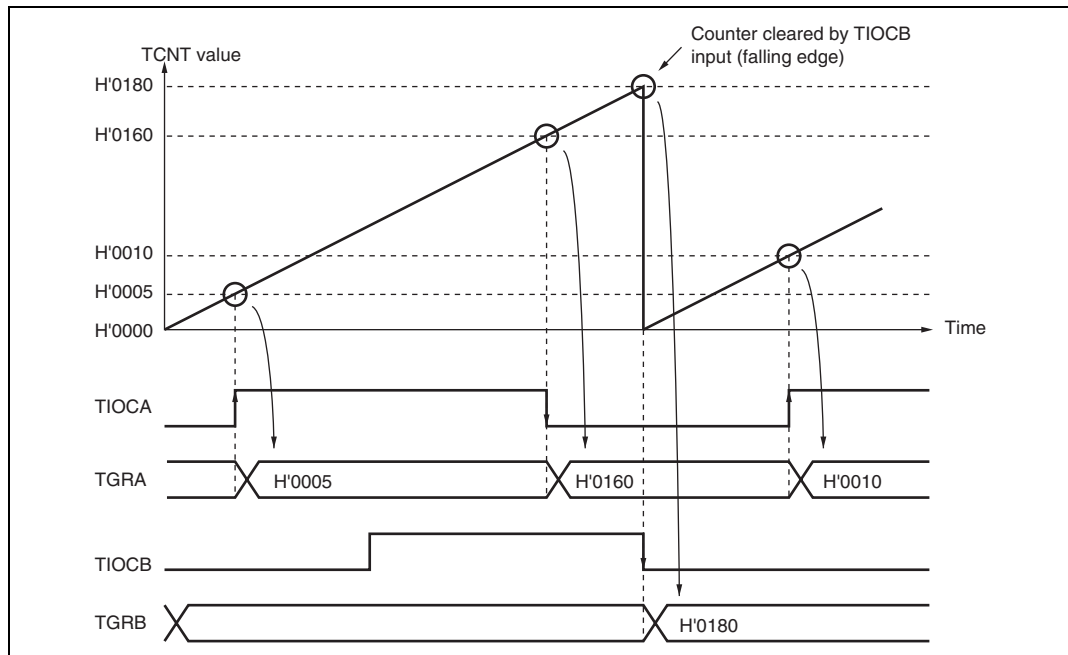 Counter cleared by TIOCB
input (falling edge)
TCNT value
H'0180
H'0160
H'0010
H'0005
H'0000
Time
TIOCA
TGRA
H'0005
H'0160
H'0010
TIOCB
TGRB
H'0180